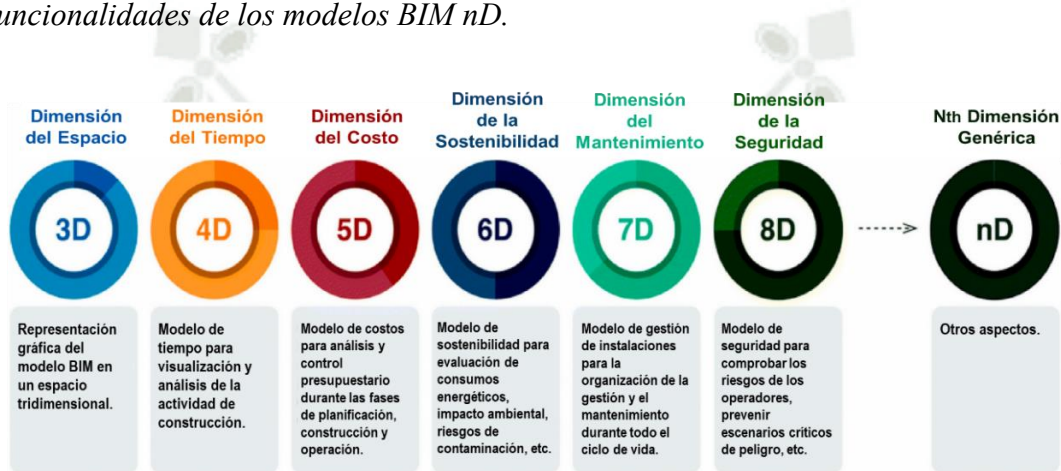 uncionalidades de los modelos BIM nD.
Dimensión
del Espacio
3D
Representación
gráfica del
modelo BIM en
un espacio
tridimensional.
Dimensión
del Tiempo
4D
Modelo de
tiempo para
visualización y
análisis de la
actividad de
construcción.
Dimensión
del Costo
5D
Modelo de costos
para análisis y
control
presupuestario
durante las fases
de planificación,
construcción y
operación.
Dimensión
de la
Sostenibilidad
6D
Modelo de
sostenibilidad para
evaluación de
consumos
energéticos,
impacto ambiental,
riesgos de
contaminación, etc.
Dimensión
del
Mantenimiento
7D
Modelo de gestión
de instalaciones
para la
organización de la
gestión y el
mantenimiento
durante todo el
ciclo de vida.
Dimensión
de la
Seguridad
8D
Modelo de
seguridad para
comprobar los
riesgos de los
operadores,
prevenir
escenarios críticos
de peligro, etc.
Nth Dimensión
Genérica
nD
Otros aspectos.